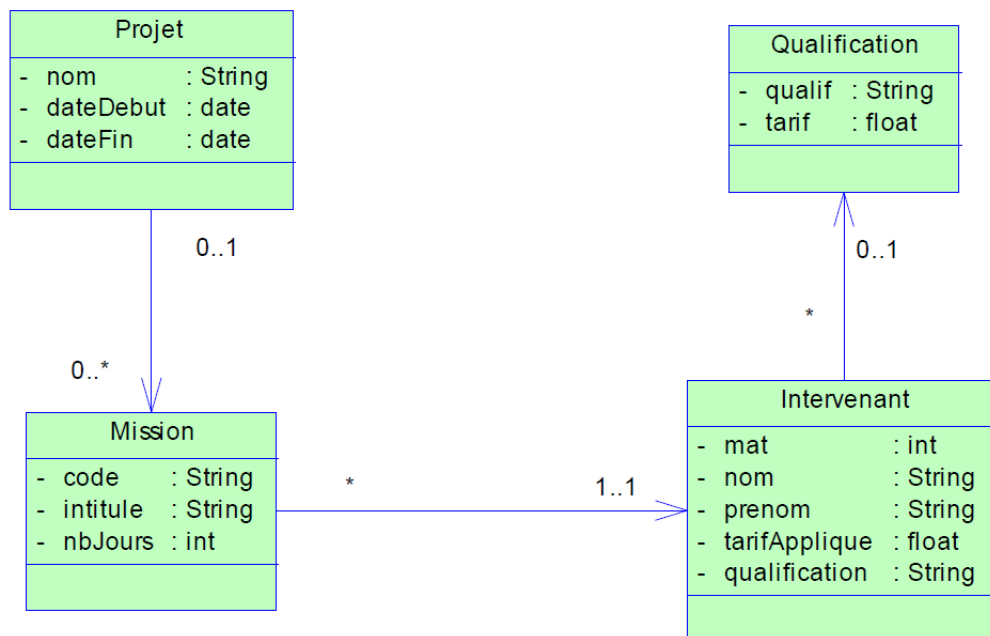 Projet
- nom : String
- dateDebut : date
- dateFin : date
Qualification
- qualif : String
- tarif : float
0..1
0..*
0..1
*
Mission
- code : String
- intitule : String
- nbJours : int
*
1..1
Intervenant
- mat : int
- nom : String
- prenom : String
- tarifApplique : float
- qualification : String